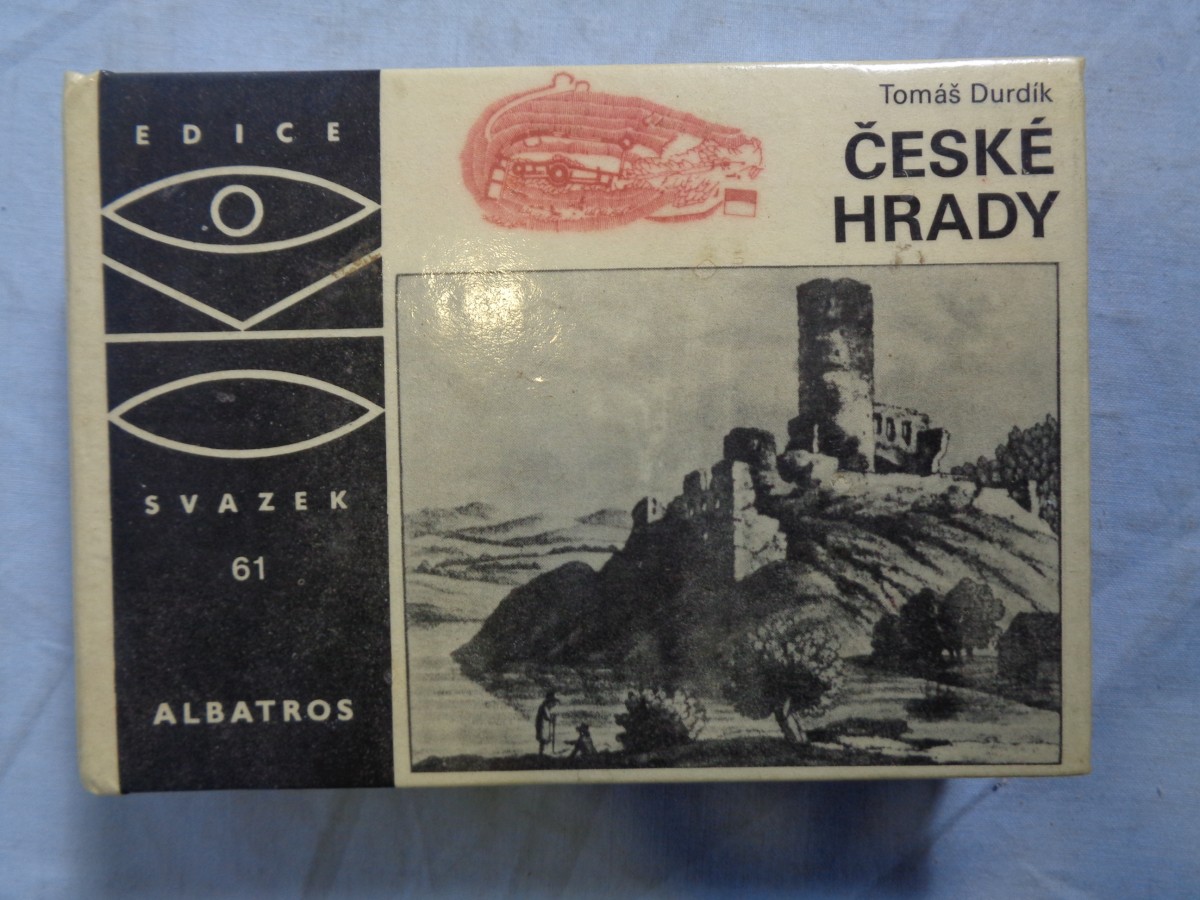 EDICE
SVAZEK
61
ALBATROS
Tomáš Durdík
ČESKÉ
HRADY